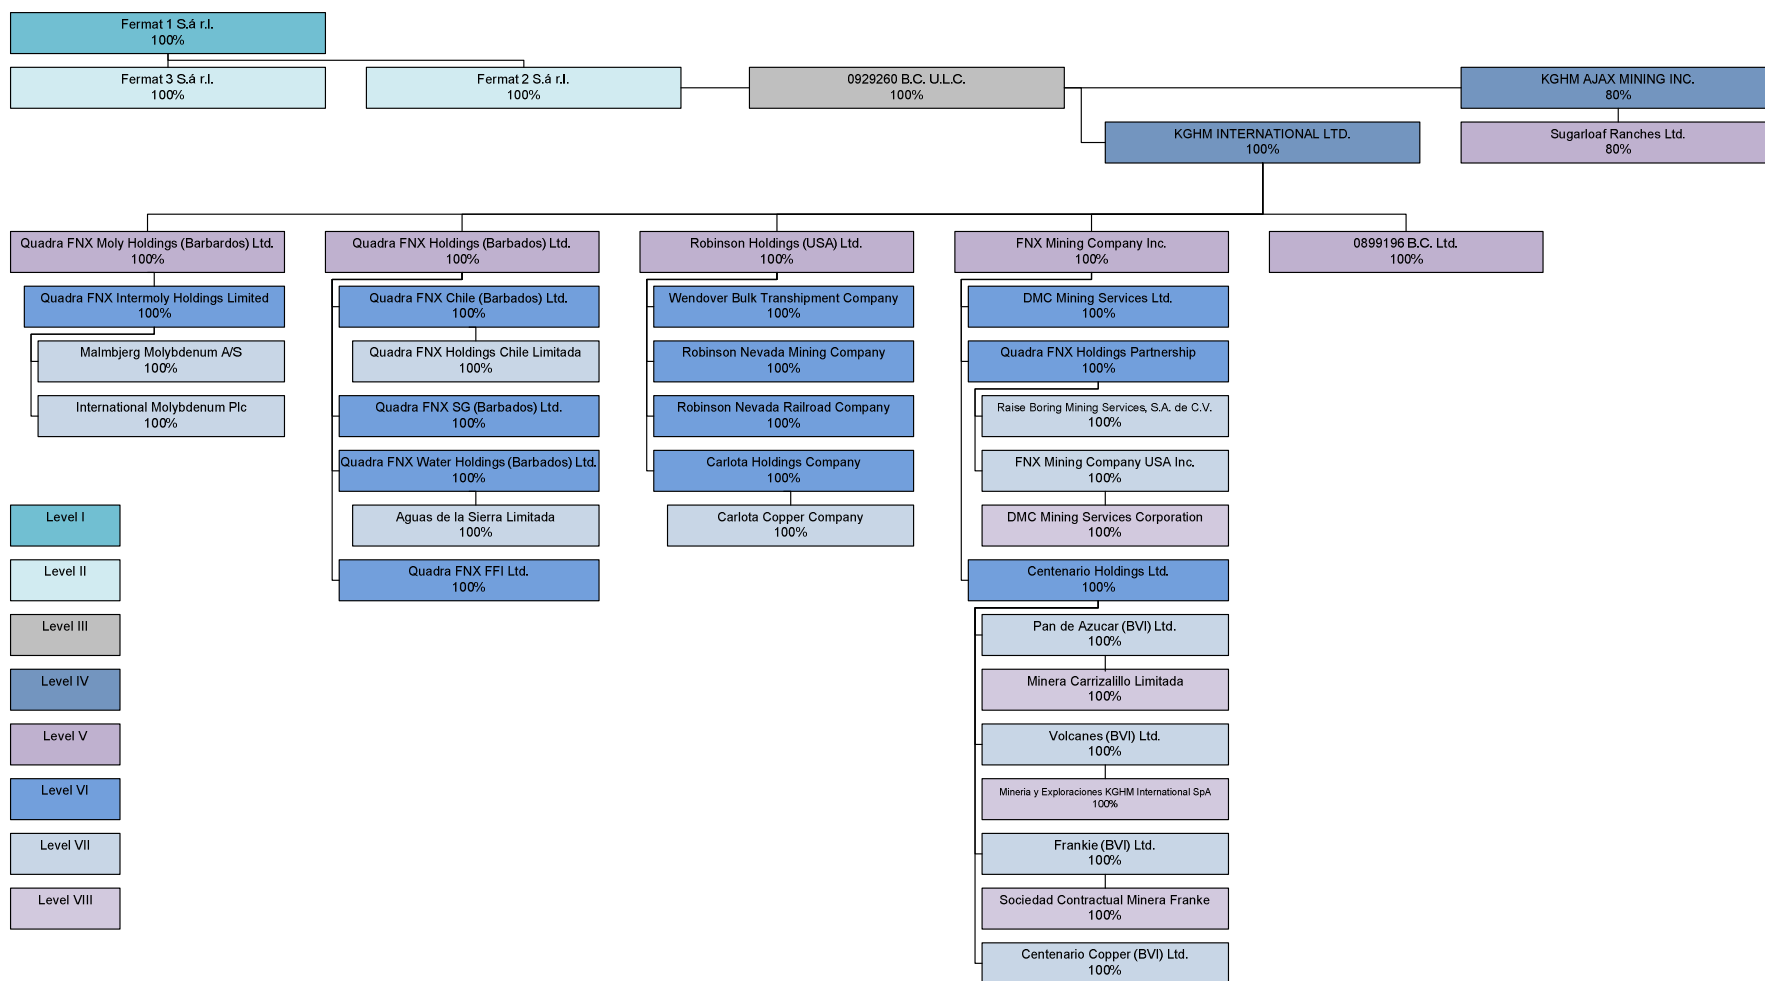 Fermat 1 S.á r.l.
100%
Fermat 3 S.á r.l.
100%
Fermat 2 S.á r.l.
100%
0929260 B.C. U.L.C.
100%
KGHM AJAX MINING INC.
80%
KGHM INTERNATIONAL LTD.
100%
Sugarloaf Ranches Ltd.
80%
Quadra FNX Moly Holdings (Barbardos) Ltd.
100%
Quadra FNX Intermoly Holdings Limited
100%
Malmbjerg Molybdenum A/S
100%
International Molybdenum Plc
100%
Quadra FNX Holdings (Barbados) Ltd.
100%
Quadra FNX Chile (Barbados) Ltd.
100%
Quadra FNX Holdings Chile Limitada
100%
Quadra FNX SG (Barbados) Ltd.
100%
Quadra FNX Water Holdings (Barbados) Ltd.
100%
Aguas de la Sierra Limitada
100%
Quadra FNX FFI Ltd.
100%
Robinson Holdings (USA) Ltd.
100%
Wendover Bulk Transhipment Company
100%
Robinson Nevada Mining Company
100%
Robinson Nevada Railroad Company
100%
Carlota Holdings Company
100%
Carlota Copper Company
100%
FNX Mining Company Inc.
100%
DMC Mining Services Ltd.
100%
Quadra FNX Holdings Partnership
100%
Raise Boring Mining Services, S.A. de C.V.
100%
FNX Mining Company USA Inc.
100%
DMC Mining Services Corporation
100%
Centenario Holdings Ltd.
100%
Pan de Azucar (BVI) Ltd.
100%
Minera Carrizalillo Limitada
100%
Volcanes (BVI) Ltd.
100%
Mineria y Exploraciones KGHM International SpA
100%
Frankie (BVI) Ltd.
100%
Sociedad Contractual Minera Franke
100%
Centenario Copper (BVI) Ltd.
100%
0899196 B.C. Ltd.
100%
Level I
Level II
Level III
Level IV
Level V
Level VI
Level VII
Level VIII